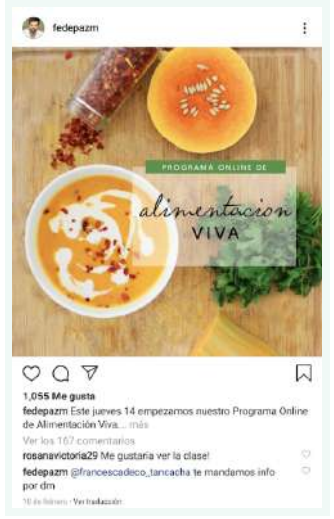 fedepazm
PROGRAMA ONLINE DE
alimentacion
VIVA
1,055 Me gusta
fedepazm Este jueves 14 empezamos nuestro Programa Online
de Alimentación Viva... más
Ver los 167 comentarios
rosanavictoria29 Me gustaria ver la clase!
fedepazm @francescadeco_tancacha te mandamos info
por dm
10 de febrero · Ver traducción